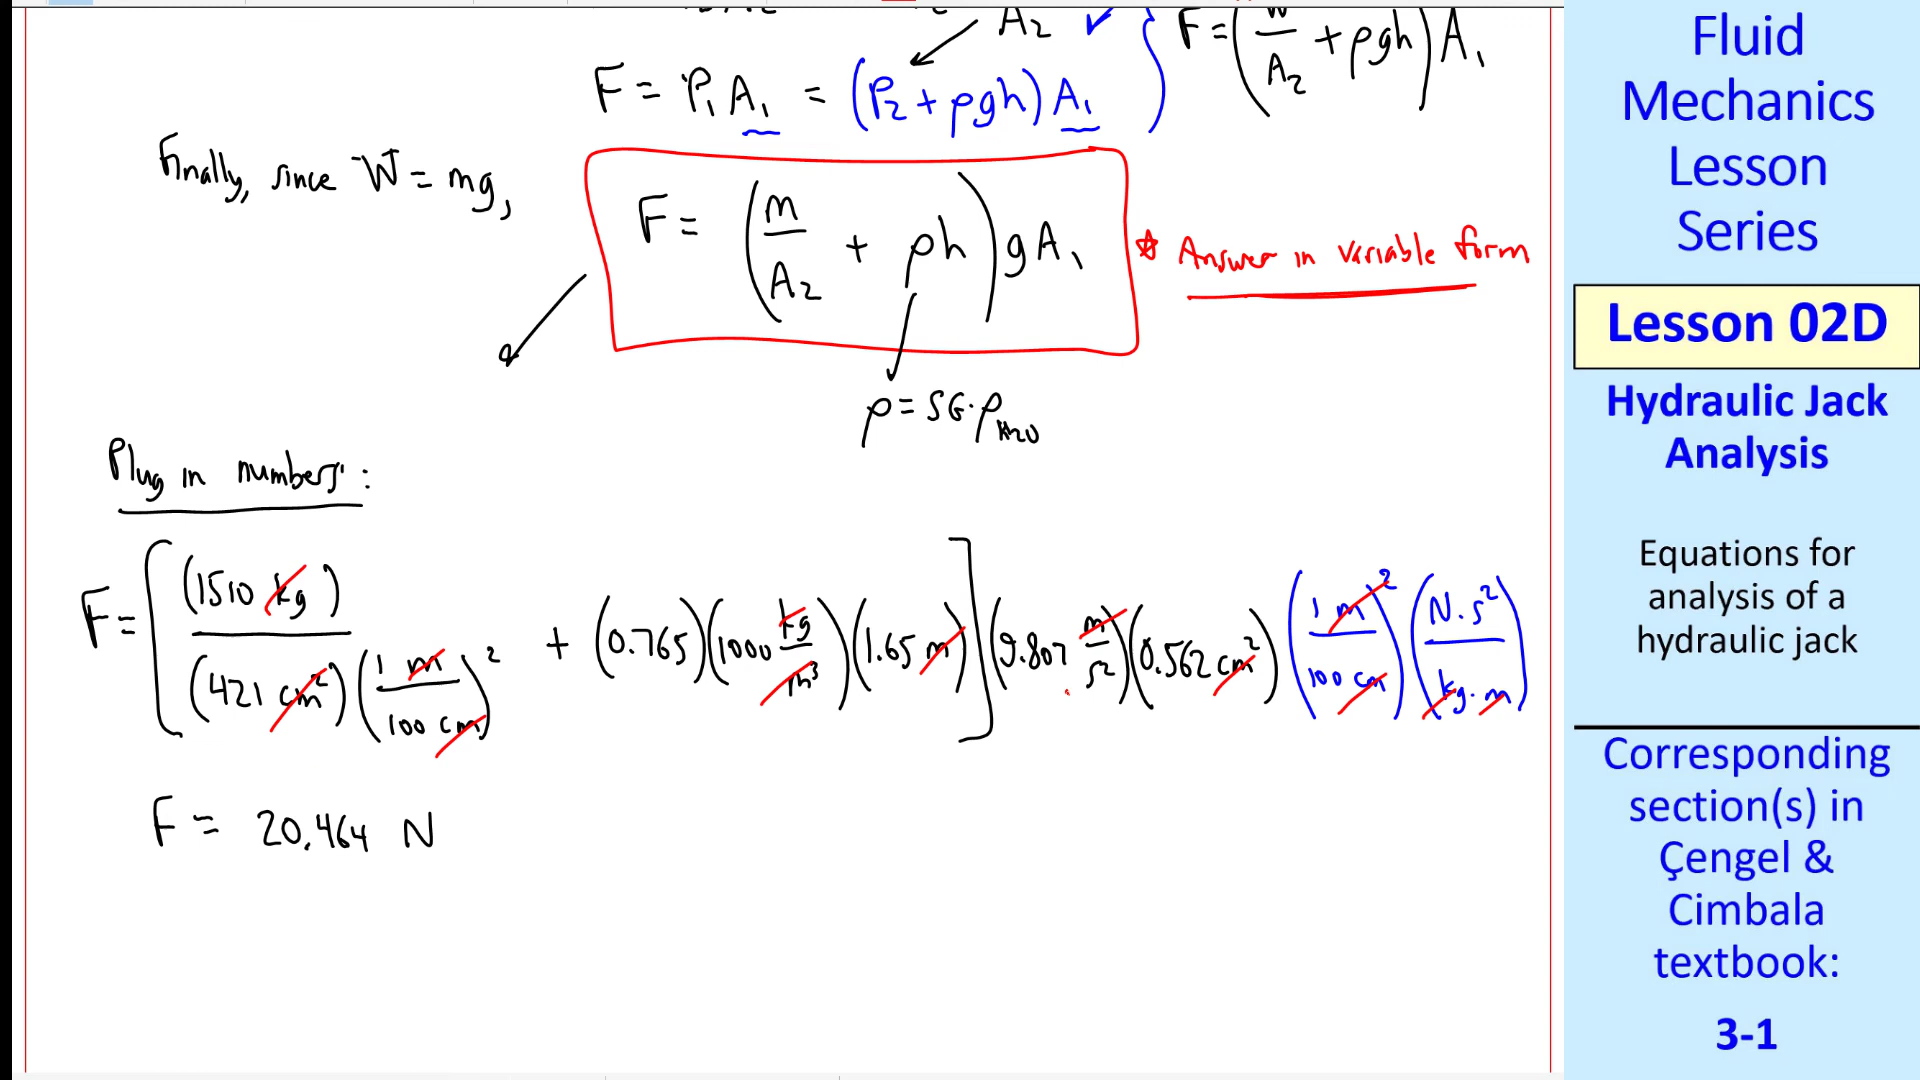 A₂ ✓
F = (W/A₂ + ρgh) A₁
F = P₁A₁ = (P₂ + ρgh) A₁
Finally, since W = mg,
F = (m/A₂ + ρh) g A₁
☆ Answer in variable form
ρ = SG·ρ_H2O
Plug in numbers:
F = [(1510 kg)/((421 cm²)(1 m/100 cm)²) + (0.765)(1000 kg/m³)(1.65 m)](9.807 m/s²)(0.562 cm²)(1 m/100 cm)²(N·s²/kg·m)
F = 20.464 N
Fluid
Mechanics
Lesson
Series
Lesson 02D
Hydraulic Jack
Analysis
Equations for
analysis of a
hydraulic jack
Corresponding
section(s) in
Çengel &
Cimbala
textbook:
3-1